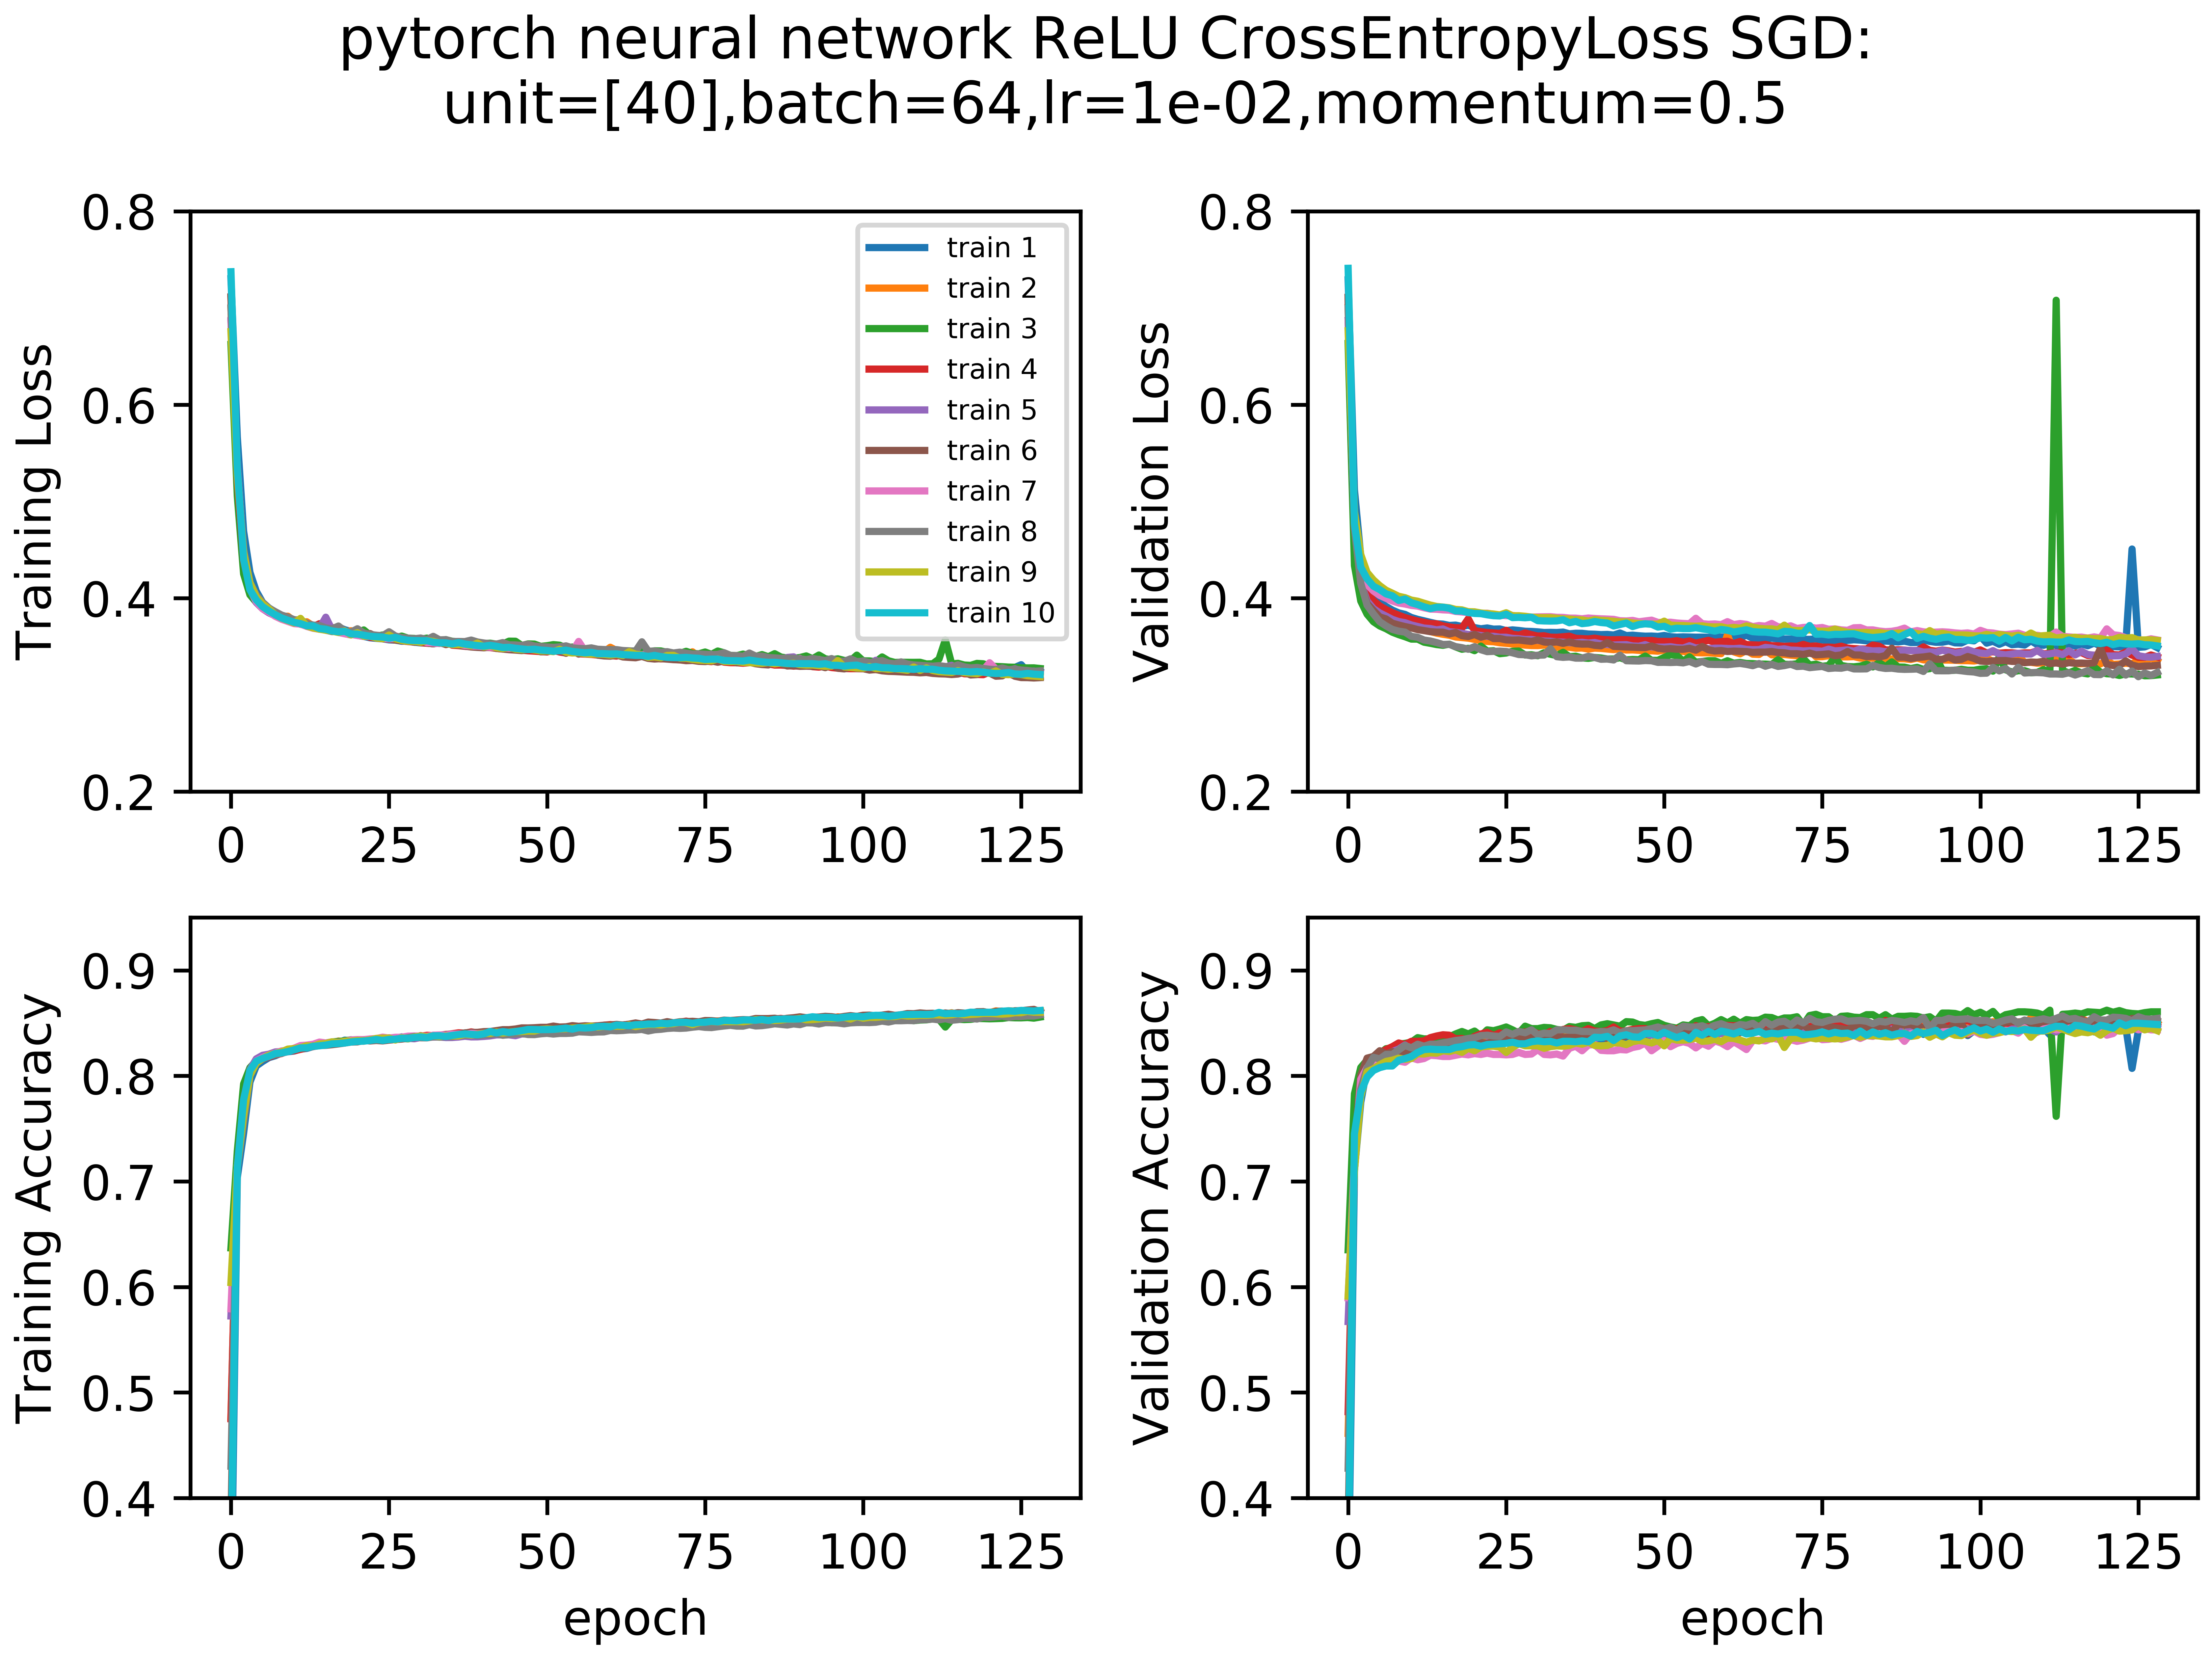 pytorch neural network ReLU CrossEntropyLoss SGD:
unit=[40],batch=64,lr=1e-02,momentum=0.5
Training Loss
0.8
0.6
0.4
0.2
0 25 50 75 100 125
train 1
train 2
train 3
train 4
train 5
train 6
train 7
train 8
train 9
train 10
Validation Loss
0.8
0.6
0.4
0.2
0 25 50 75 100 125
Training Accuracy
0.9
0.8
0.7
0.6
0.5
0.4
0 25 50 75 100 125
epoch
Validation Accuracy
0.9
0.8
0.7
0.6
0.5
0.4
0 25 50 75 100 125
epoch